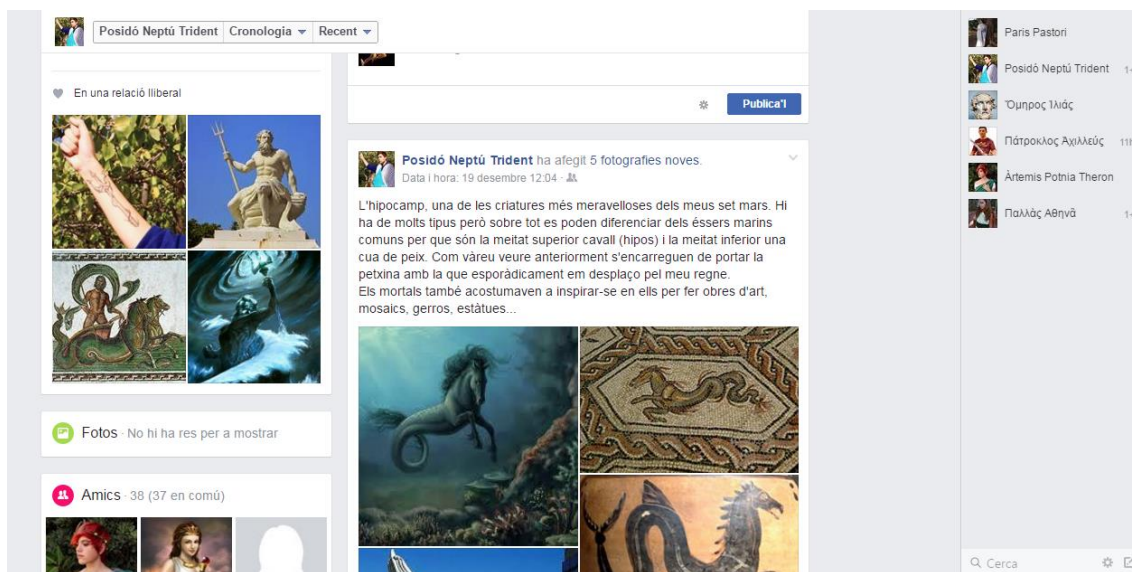 Posidó Neptú Trident Cronologia Recent
En una relació lliberal
Publica'l
Posidó Neptú Trident ha afegit 5 fotografies noves.
Data i hora: 19 desembre 12:04 ·
L'hipocamp, una de les criatures més meravelloses dels meus set mars. Hi
ha de molts tipus però sobre tot es poden diferenciar dels éssers marins
comuns per que són la meitat superior cavall (hipos) i la meitat inferior una
cua de peix. Com vàreu veure anteriorment s'encarreguen de portar la
petxina amb la que esporàdicament em desplaço pel meu regne.
Els mortals també acostumaven a inspirar-se en ells per fer obres d'art,
mosaics, gerros, estàtues...
Fotos · No hi ha res per a mostrar
Amics · 38 (37 en comú)
Paris Pastori
Posidó Neptú Trident
Ὅμηρος Ἰλιάς
Πάτροκλος Ἀχιλλεύς 11h
Àrtemis Potnia Theron
Παλλὰς Αθηνᾶ
Cerca